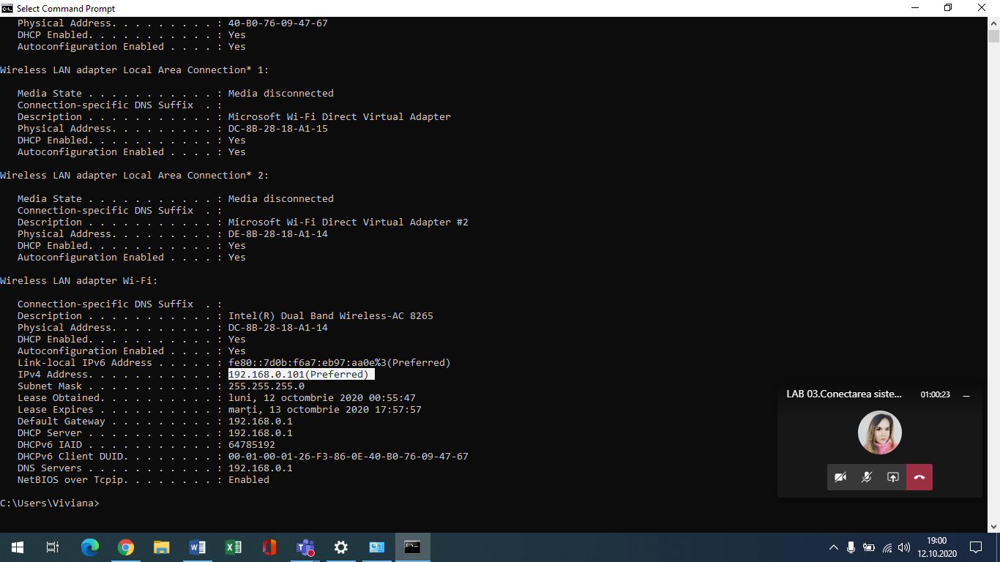 Select Command Prompt
Physical Address. . . . . . . . . : 40-B0-76-09-47-67
DHCP Enabled. . . . . . . . . . . : Yes
Autoconfiguration Enabled . . . . : Yes
Wireless LAN adapter Local Area Connection* 1:
Media State . . . . . . . . . . . : Media disconnected
Connection-specific DNS Suffix  . :
Description . . . . . . . . . . . : Microsoft Wi-Fi Direct Virtual Adapter
Physical Address. . . . . . . . . : DC-8B-28-18-A1-15
DHCP Enabled. . . . . . . . . . . : Yes
Autoconfiguration Enabled . . . . : Yes
Wireless LAN adapter Local Area Connection* 2:
Media State . . . . . . . . . . . : Media disconnected
Connection-specific DNS Suffix  . :
Description . . . . . . . . . . . : Microsoft Wi-Fi Direct Virtual Adapter #2
Physical Address. . . . . . . . . : DE-8B-28-18-A1-14
DHCP Enabled. . . . . . . . . . . : Yes
Autoconfiguration Enabled . . . . : Yes
Wireless LAN adapter Wi-Fi:
Connection-specific DNS Suffix  . :
Description . . . . . . . . . . . : Intel(R) Dual Band Wireless-AC 8265
Physical Address. . . . . . . . . : DC-8B-28-18-A1-14
DHCP Enabled. . . . . . . . . . . : Yes
Autoconfiguration Enabled . . . . : Yes
Link-local IPv6 Address . . . . . : fe80::7d0b:f6a7:eb97:aa0e%3(Preferred)
IPv4 Address. . . . . . . . . . . : 192.168.0.101(Preferred)
Subnet Mask . . . . . . . . . . . : 255.255.255.0
Lease Obtained. . . . . . . . . . : luni, 12 octombrie 2020 00:55:47
Lease Expires . . . . . . . . . . : marți, 13 octombrie 2020 17:57:57
Default Gateway . . . . . . . . . : 192.168.0.1
DHCP Server . . . . . . . . . . . : 192.168.0.1
DHCPv6 IAID . . . . . . . . . . . : 64785192
DHCPv6 Client DUID. . . . . . . . : 00-01-00-01-26-F3-86-0E-40-B0-76-09-47-67
DNS Servers . . . . . . . . . . . : 192.168.0.1
NetBIOS over Tcpip. . . . . . . . : Enabled
C:\Users\Viviana>
LAB 03.Conectarea siste... 01:00:23
19:00
12.10.2020